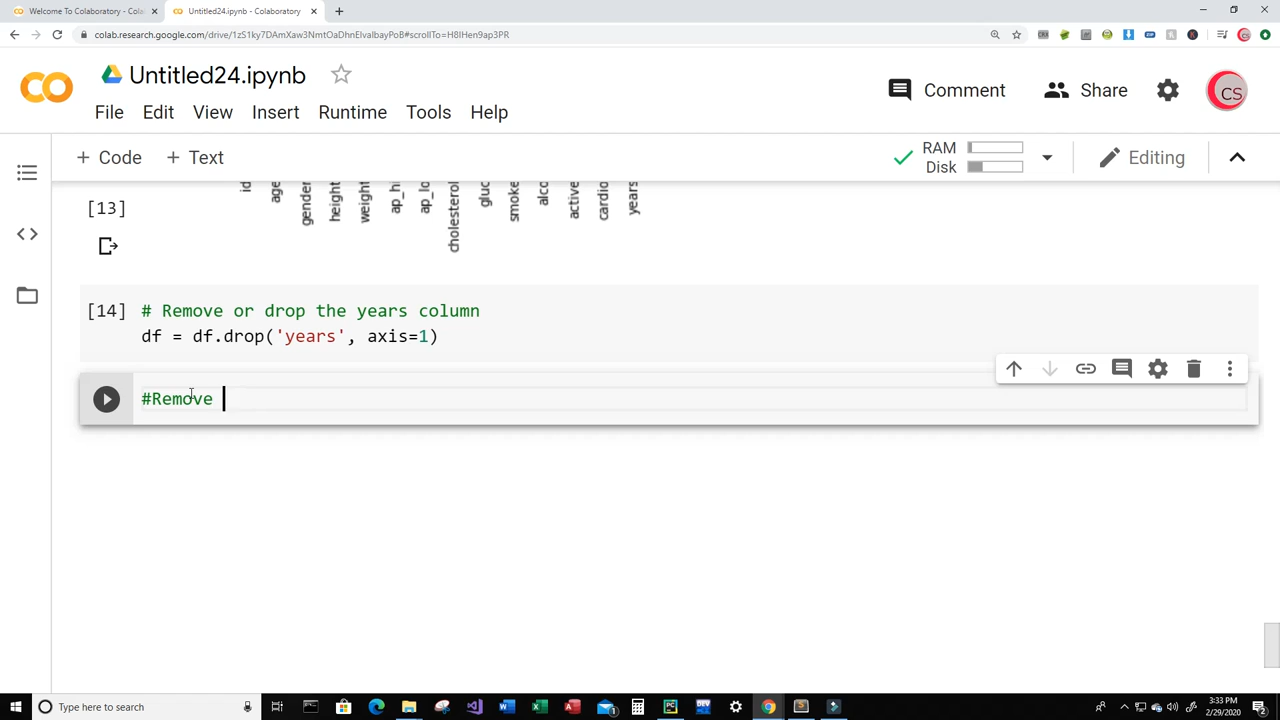 Welcome To Colaboratory - Cola
Untitled24.ipynb - Colaboratory
colab.research.google.com/drive/1zS1ky7DAmXaw3NmtOaDhnElvalbayPoB#scrollTo=H8IHen9ap3PR
CO
Untitled24.ipynb
Comment
Share
CS
File Edit View Insert Runtime Tools Help
+ Code + Text
RAM
Disk
Editing
id age gender height weight ap_hi ap_lo cholesterol gluc smoke alco active cardio years
[13]
[14] # Remove or drop the years column
df = df.drop('years', axis=1)
#Remove
Type here to search
3:33 PM
2/29/2020